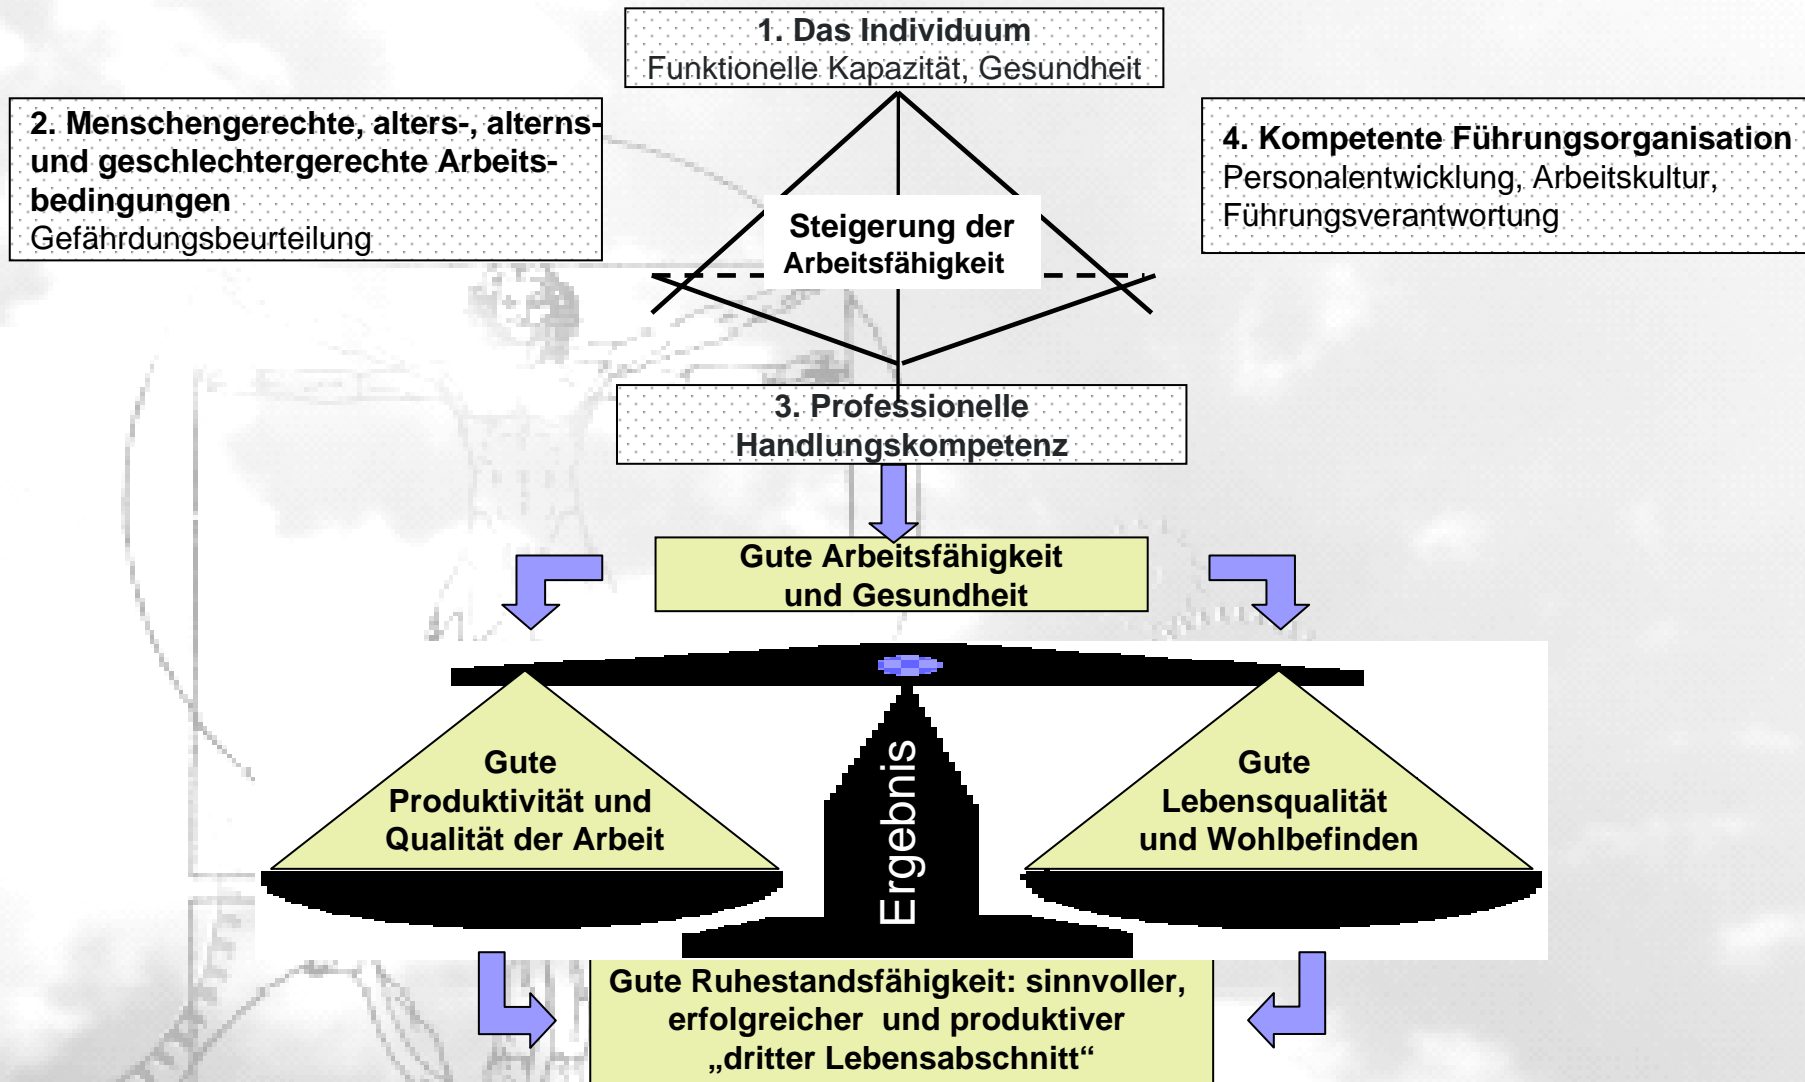 1. Das Individuum
Funktionelle Kapazität, Gesundheit
2. Menschengerechte, alters-, alterns-
und geschlechtergerechte Arbeits-
bedingungen
Gefährdungsbeurteilung
4. Kompetente Führungsorganisation
Personalentwicklung, Arbeitskultur,
Führungsverantwortung
Steigerung der
Arbeitsfähigkeit
3. Professionelle
Handlungskompetenz
Gute Arbeitsfähigkeit
und Gesundheit
Gute
Produktivität und
Qualität der Arbeit
Ergebnis
Gute
Lebensqualität
und Wohlbefinden
Gute Ruhestandsfähigkeit: sinnvoller,
erfolgreicher und produktiver
„dritter Lebensabschnitt“